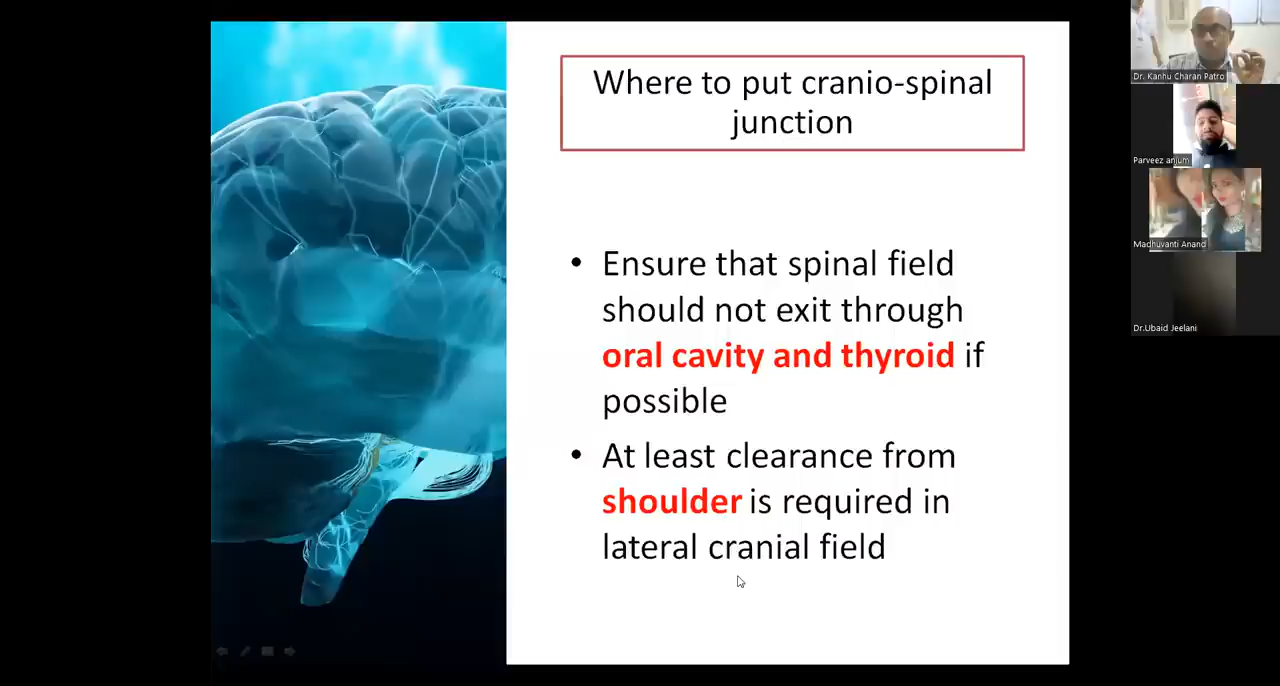 Where to put cranio-spinal
junction
• Ensure that spinal field
should not exit through
oral cavity and thyroid if
possible
• At least clearance from
shoulder is required in
lateral cranial field
Dr. Kanhu Charan Patro
Parveez anjum
Madhuvanti Anand
Dr.Ubaid Jeelani